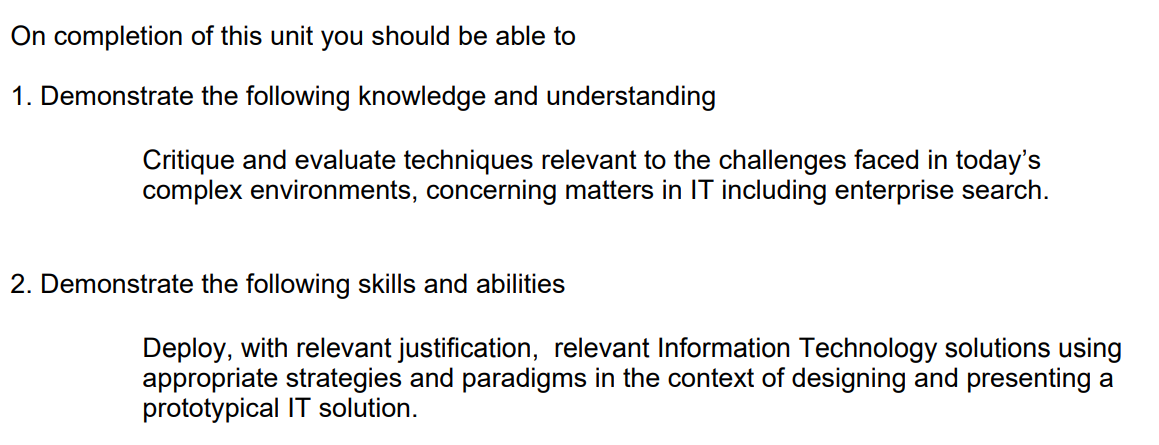 On completion of this unit you should be able to
1. Demonstrate the following knowledge and understanding
Critique and evaluate techniques relevant to the challenges faced in today’s
complex environments, concerning matters in IT including enterprise search.
2. Demonstrate the following skills and abilities
Deploy, with relevant justification,  relevant Information Technology solutions using
appropriate strategies and paradigms in the context of designing and presenting a
prototypical IT solution.